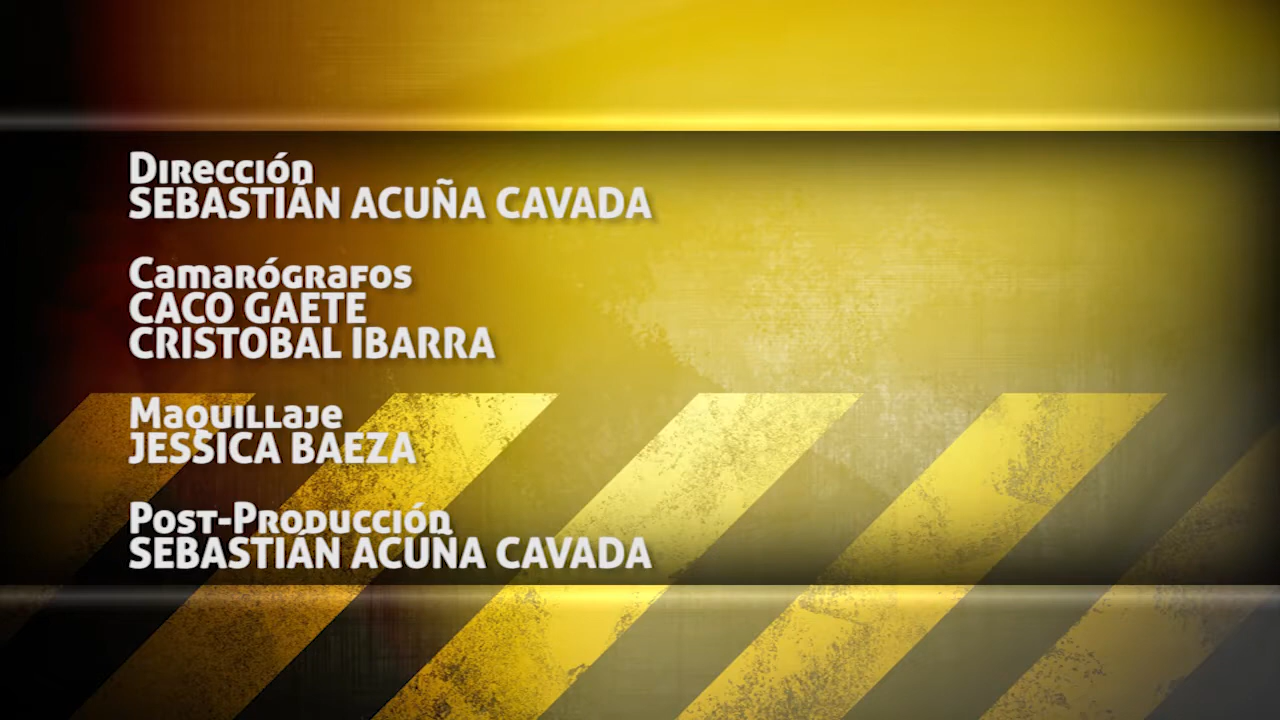 Dirección
SEBASTIÁN ACUÑA CAVADA
Camarógrafos
CACO GAETE
CRISTOBAL IBARRA
Maquillaje
JESSICA BAEZA
Post-Producción
SEBASTIÁN ACUÑA CAVADA